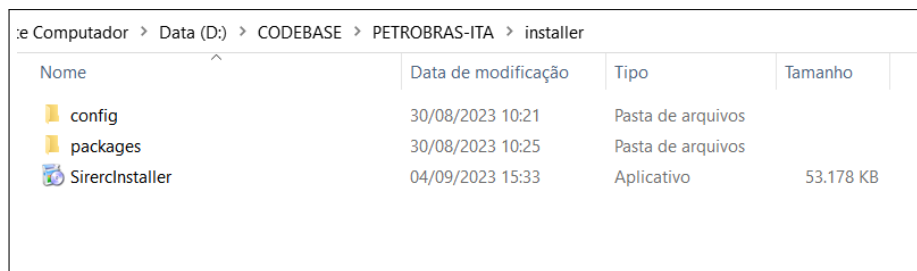 :e Computador > Data (D:) > CODEBASE > PETROBRAS-ITA > installer
Nome Data de modificação Tipo Tamanho
config 30/08/2023 10:21 Pasta de arquivos
packages 30/08/2023 10:25 Pasta de arquivos
SirercInstaller 04/09/2023 15:33 Aplicativo 53.178 KB